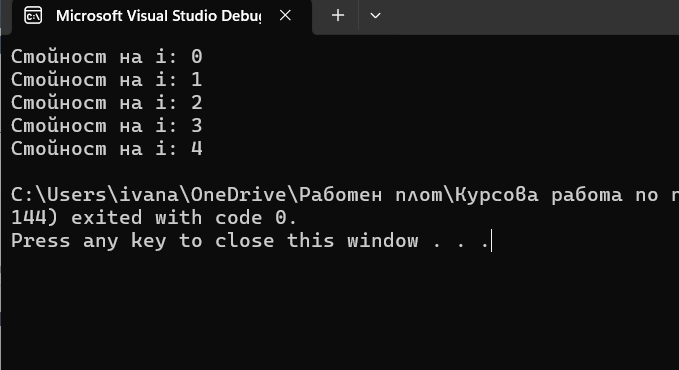 Microsoft Visual Studio Debug
Стойност на i: 0
Стойност на i: 1
Стойност на i: 2
Стойност на i: 3
Стойност на i: 4
C:\Users\ivana\OneDrive\Работен плот\Курсова работа по п
144) exited with code 0.
Press any key to close this window . . .